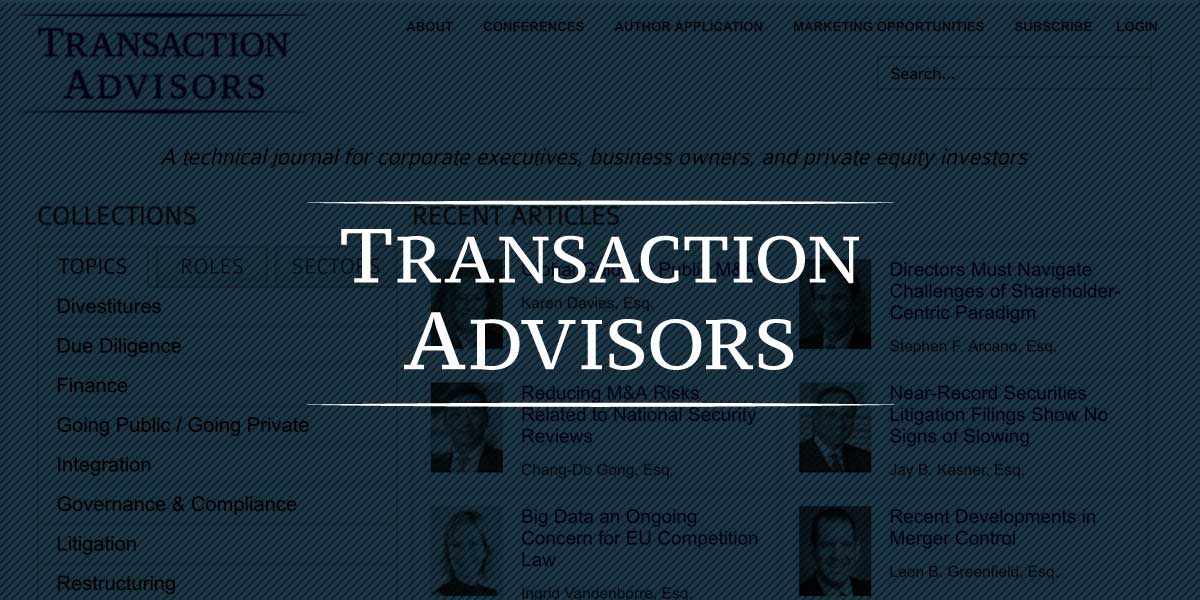 TRANSACTION
ADVISORS
ABOUT
CONFERENCES
AUTHOR APPLICATION
MARKETING OPPORTUNITIES
SUBSCRIBE
LOGIN
Search...
A technical journal for corporate executives, business owners, and private equity investors
TRANSACTION
ADVISORS
COLLECTIONS
TOPICS
ROLES
SECTORS
Divestitures
Due Diligence
Finance
Going Public / Going Private
Integration
Governance & Compliance
Litigation
Restructuring
RECENT ARTICLES
Public M&A
Karen Davies, Esq.
Directors Must Navigate
Challenges of Shareholder-
Centric Paradigm
Stephen F. Arcano, Esq.
Reducing M&A Risks
Related to National Security
Reviews
Chang-Do Gong, Esq.
Near-Record Securities
Litigation Filings Show No
Signs of Slowing
Jay B. Kasner, Esq.
Big Data an Ongoing
Concern for EU Competition
Law
Ingrid Vandenborre, Esq.
Recent Developments in
Merger Control
Leon B. Greenfield, Esq.